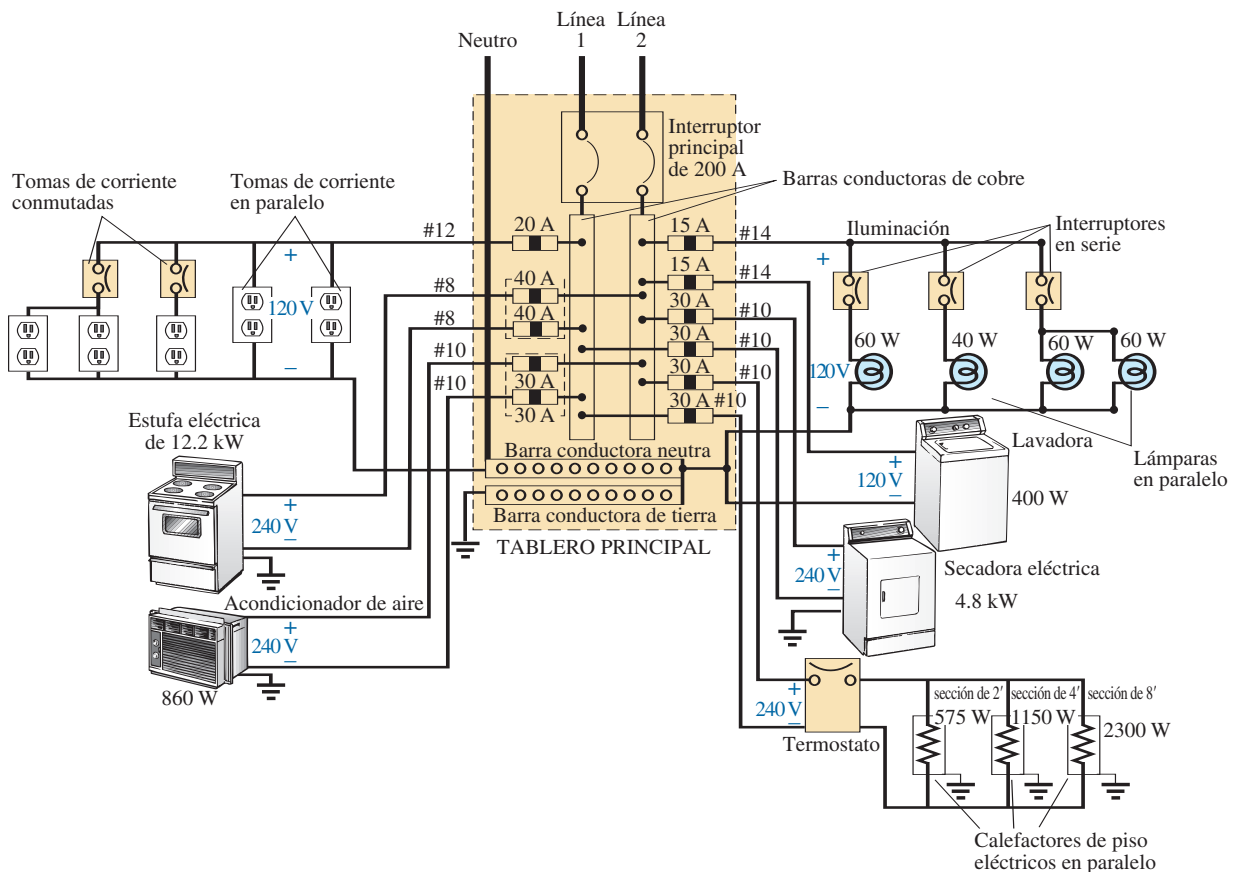 Línea
1
Línea
2
Neutro
Interruptor
principal
de 200 A
Tomas de corriente
conmutadas
Tomas de corriente
en paralelo
Barras conductoras de cobre
#12
20 A
15 A
#14
Iluminación
Interruptores
en serie
+
120 V
–
#8
40 A
#8
40 A
#10
#10
30 A
30 A
15 A
#14
30 A
#10
30 A
#10
30 A
#10
30 A
#10
+
120V
–
60 W
40 W
60 W
60 W
Lámparas
en paralelo
Estufa eléctrica
de 12.2 kW
+
240 V
–
Barra conductora neutra
Barra conductora de tierra
TABLERO PRINCIPAL
Lavadora
+
120 V
–
400 W
Acondicionador de aire
+
240 V
–
860 W
+
240 V
–
Secadora eléctrica
4.8 kW
+
240 V
–
Termostato
sección de 2′
575 W
sección de 4′
1150 W
sección de 8′
2300 W
Calefactores de piso
eléctricos en paralelo